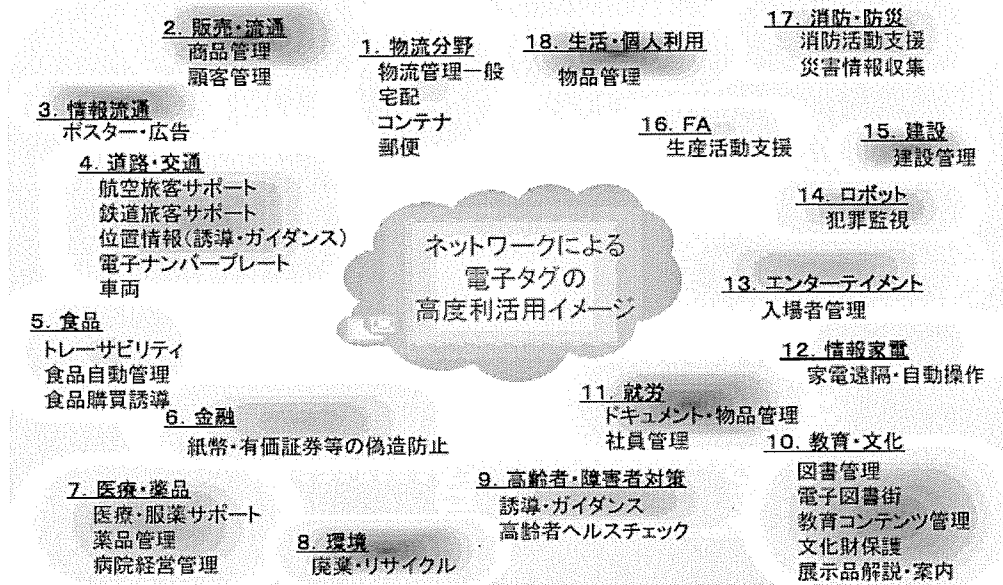 2. 販売・流通
商品管理
顧客管理
1. 物流分野
物流管理一般
宅配
コンテナ
郵便
18. 生活・個人利用
物品管理
17. 消防・防災
消防活動支援
災害情報収集
3. 情報流通
ポスター・広告
16. FA
生産活動支援
15. 建設
建設管理
4. 道路・交通
航空旅客サポート
鉄道旅客サポート
位置情報(誘導・ガイダンス)
電子ナンバープレート
車両
14. ロボット
犯罪監視
ネットワークによる
電子タグの
高度利活用イメージ
13. エンターテイメント
入場者管理
5. 食品
トレーサビリティ
食品自動管理
食品購買誘導
12. 情報家電
家電遠隔・自動操作
11. 就労
ドキュメント・物品管理
社員管理
6. 金融
紙幣・有価証券等の偽造防止
10. 教育・文化
図書管理
電子図書街
教育コンテンツ管理
文化財保護
展示品解説・案内
7. 医療・薬品
医療・服薬サポート
薬品管理
病院経営管理
8. 環境
廃棄・リサイクル
9. 高齢者・障害者対策
誘導・ガイダンス
高齢者ヘルスチェック